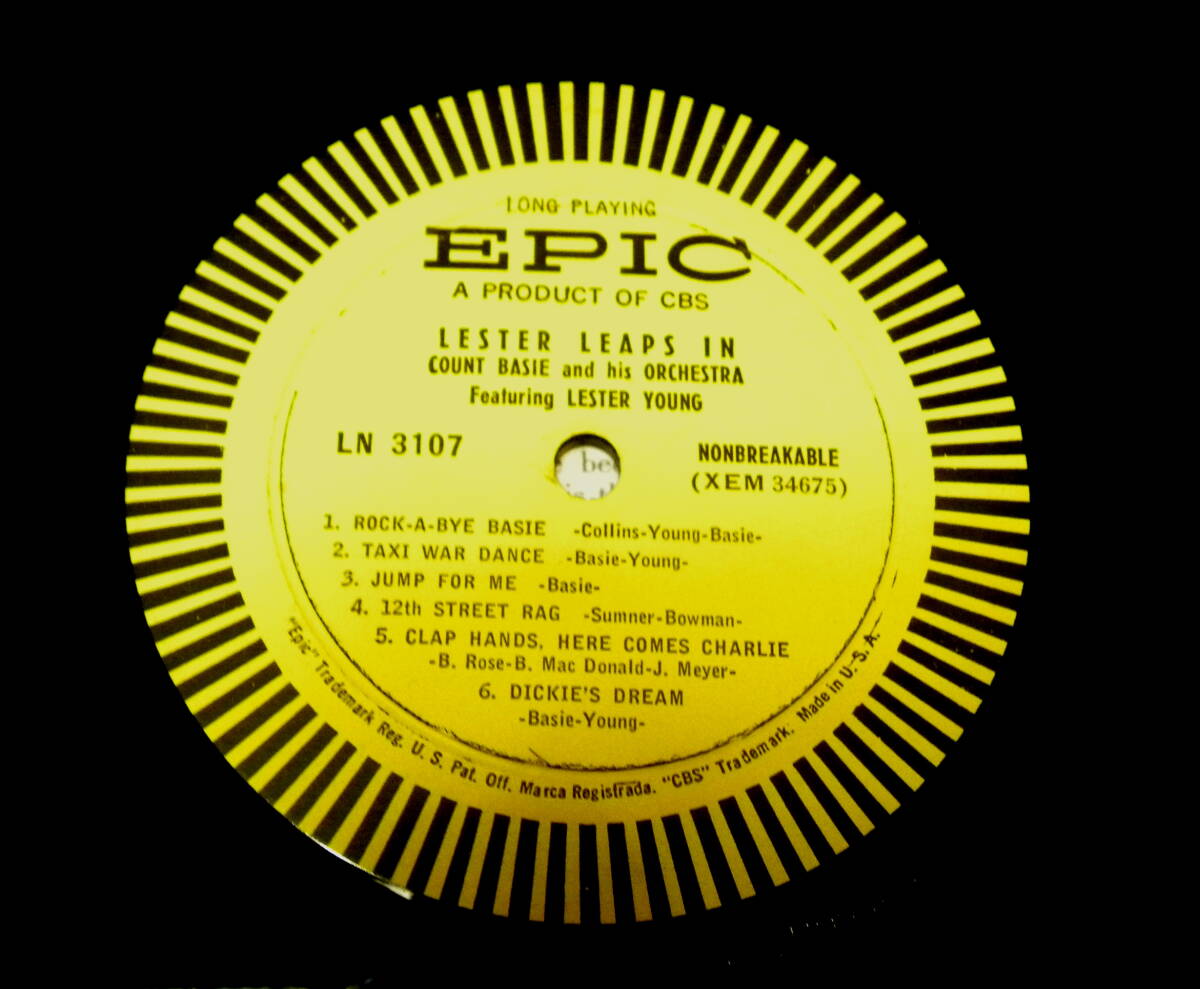 LONG PLAYING
EPIC
A PRODUCT OF CBS
LESTER LEAPS IN
COUNT BASIE and his ORCHESTRA
Featuring LESTER YOUNG
LN 3107
NONBREAKABLE
(XEM 34675)
be
1. ROCK-A-BYE BASIE -Collins-Young-Basie-
2. TAXI WAR DANCE -Basie-Young-
3. JUMP FOR ME -Basie-
4. 12th STREET RAG -Sumner-Bowman-
5. CLAP HANDS, HERE COMES CHARLIE
-B. Rose-B. Mac Donald-J. Meyer-
6. DICKIE'S DREAM
-Basie-Young-
"Epic" Trademark Reg. U. S. Pat. Off. Marca Registrada. "CBS" Trademark. Made in U. S. A.